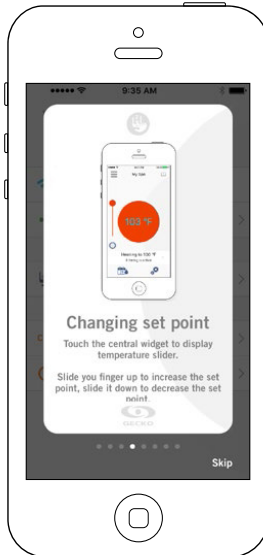 9:35 AM
My Spa
103 °F
Heating to 103 °F
Changing set point
Touch the central widget to display
temperature slider.
Slide you finger up to increase the set
point, slide it down to decrease the set
point.
GECKO
Skip